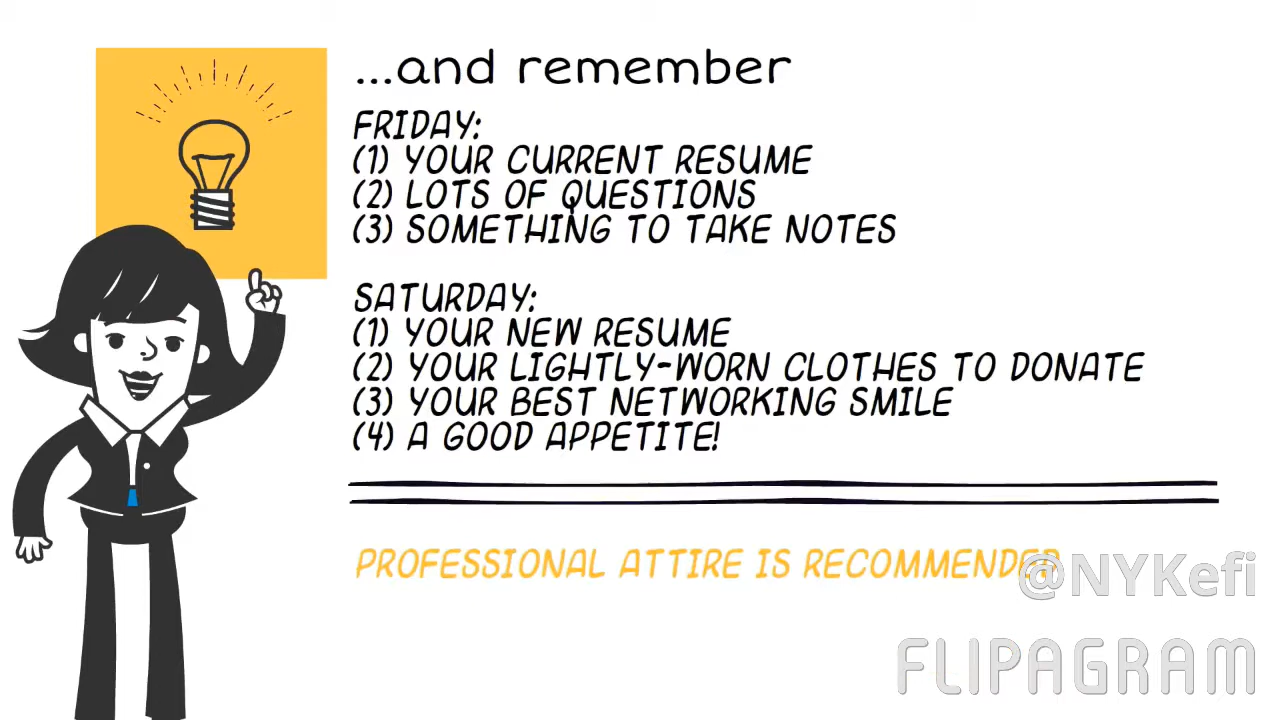 ...and remember
FRIDAY:
(1) YOUR CURRENT RESUME
(2) LOTS OF QUESTIONS
(3) SOMETHING TO TAKE NOTES
SATURDAY:
(1) YOUR NEW RESUME
(2) YOUR LIGHTLY-WORN CLOTHES TO DONATE
(3) YOUR BEST NETWORKING SMILE
(4) A GOOD APPETITE!
PROFESSIONAL ATTIRE IS RECOMMENDED
@NYKefi
FLIPAGRAM